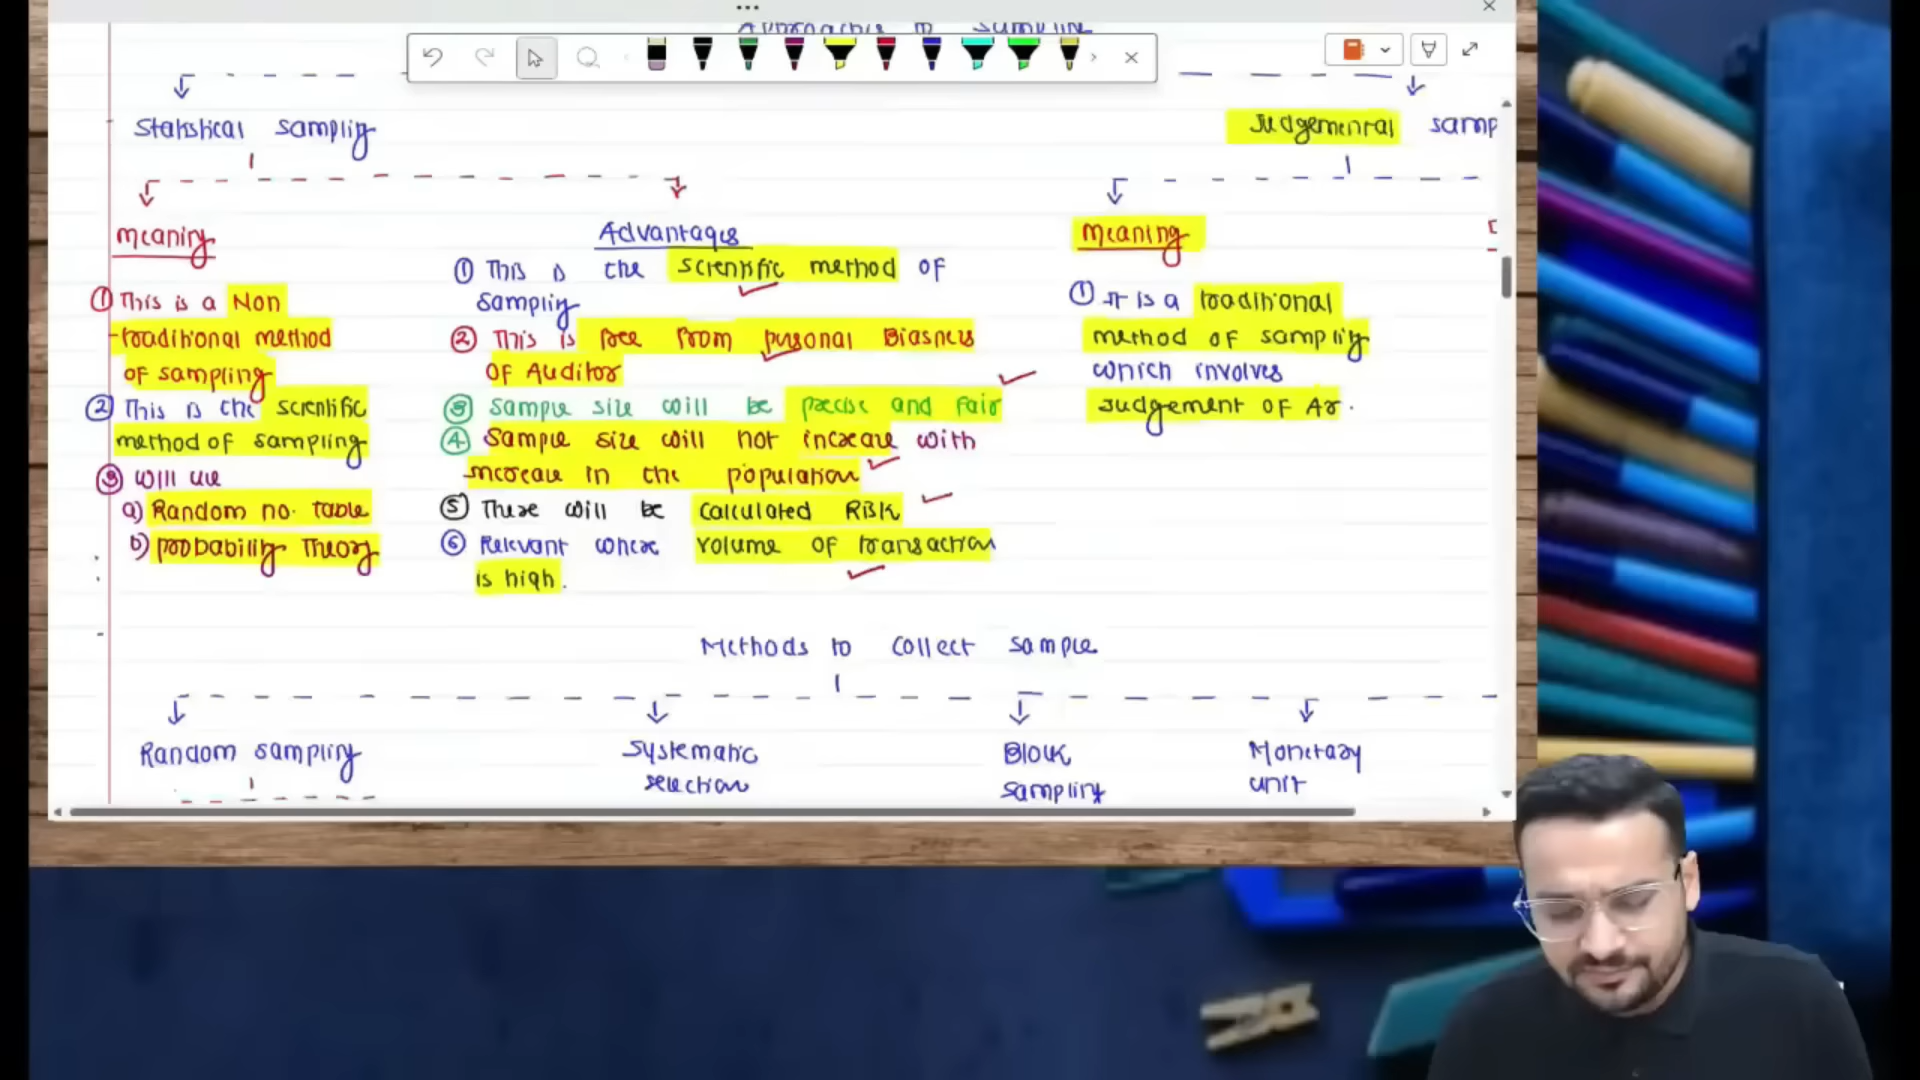 Approaches to Sampling
Statistical Sampling
Judgemental Samp
Meaning
① This is a Non
-traditional method
of sampling
② This is the scientific
method of sampling
③ Will use
a) Random no. table
b) probability Theory
Advantages
① This is the scientific method of
Sampling
② This is free from personal Biasness
of Auditor
③ Sample size will be precise and fair
④ Sample size will not increase with
increase in the population
⑤ There will be Calculated Risk
⑥ Relevant where volume of transaction
is high.
Meaning
① It is a traditional
method of sampling
which involves
Judgement of Ar.
Methods to Collect Sample
Random Sampling
Systematic
selection
Block
Sampling
Monetary
unit